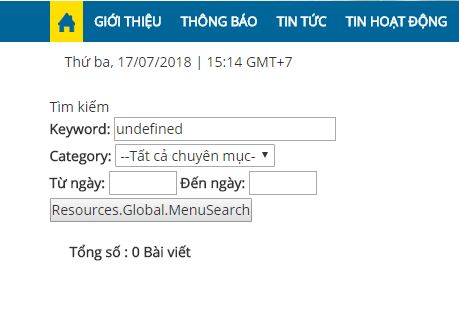 GIỚI THIỆU THÔNG BÁO TIN TỨC TIN HOẠT ĐỘNG
Thứ ba, 17/07/2018 | 15:14 GMT+7
Tìm kiếm
Keyword: undefined
Category: --Tất cả chuyên mục-
Từ ngày: Đến ngày:
Resources.Global.MenuSearch
Tổng số : 0 Bài viết